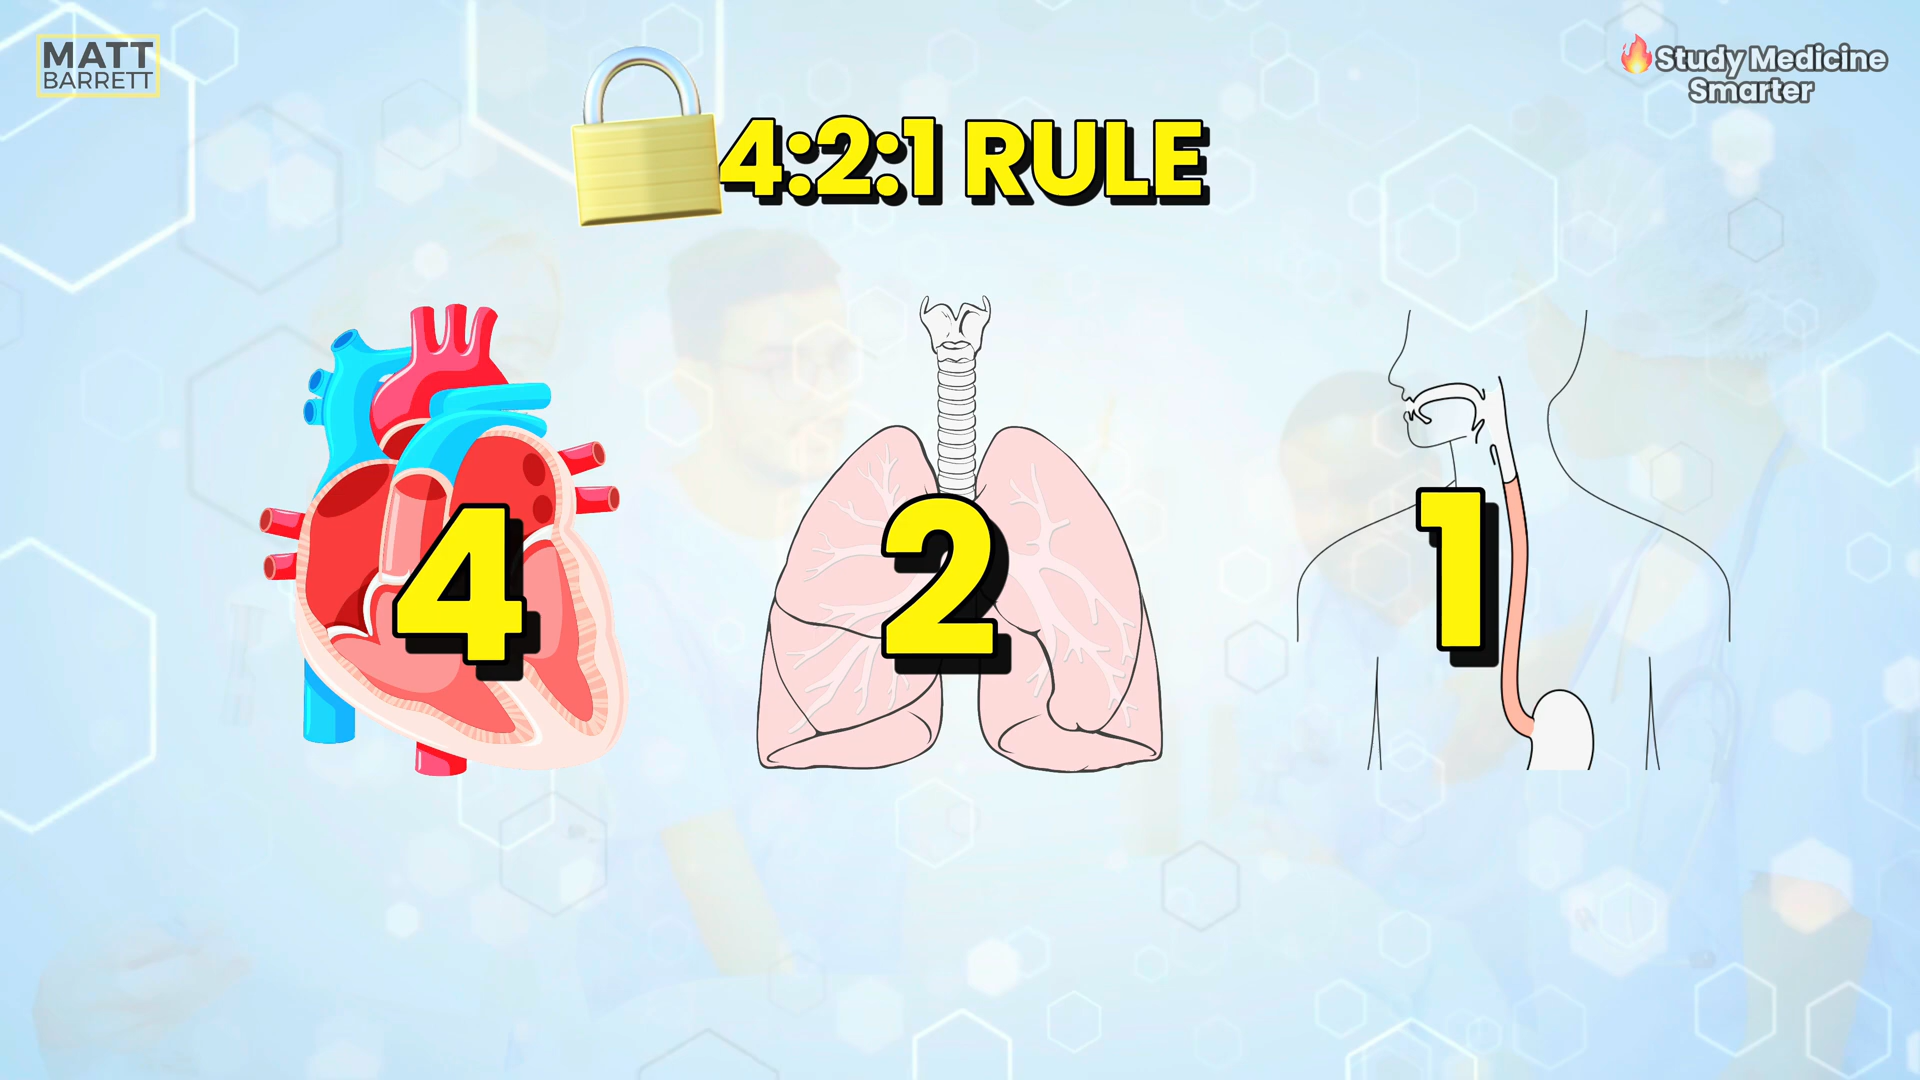 MATT
BARRETT
Study Medicine
Smarter
4:2:1 RULE
4
2
1